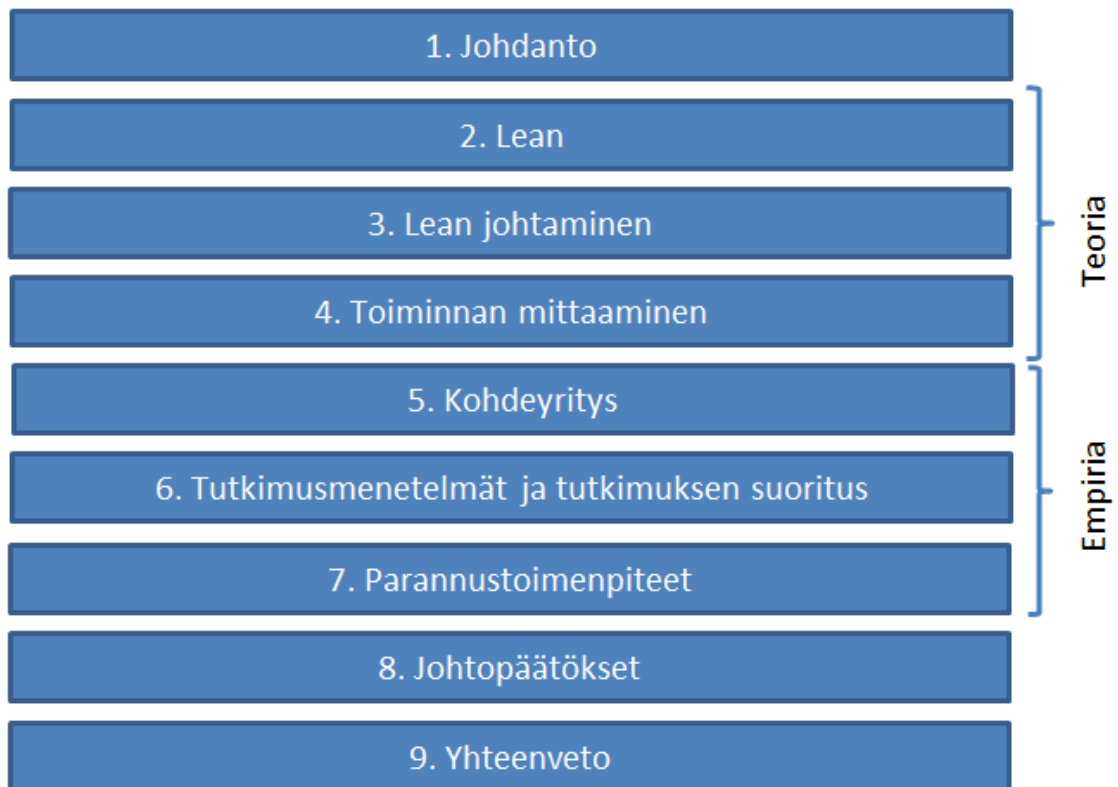 1. Johdanto
2. Lean
3. Lean johtaminen
4. Toiminnan mittaaminen
Teoria
5. Kohdeyritys
6. Tutkimusmenetelmät ja tutkimuksen suoritus
7. Parannustoimenpiteet
Empiria
8. Johtopäätökset
9. Yhteenveto